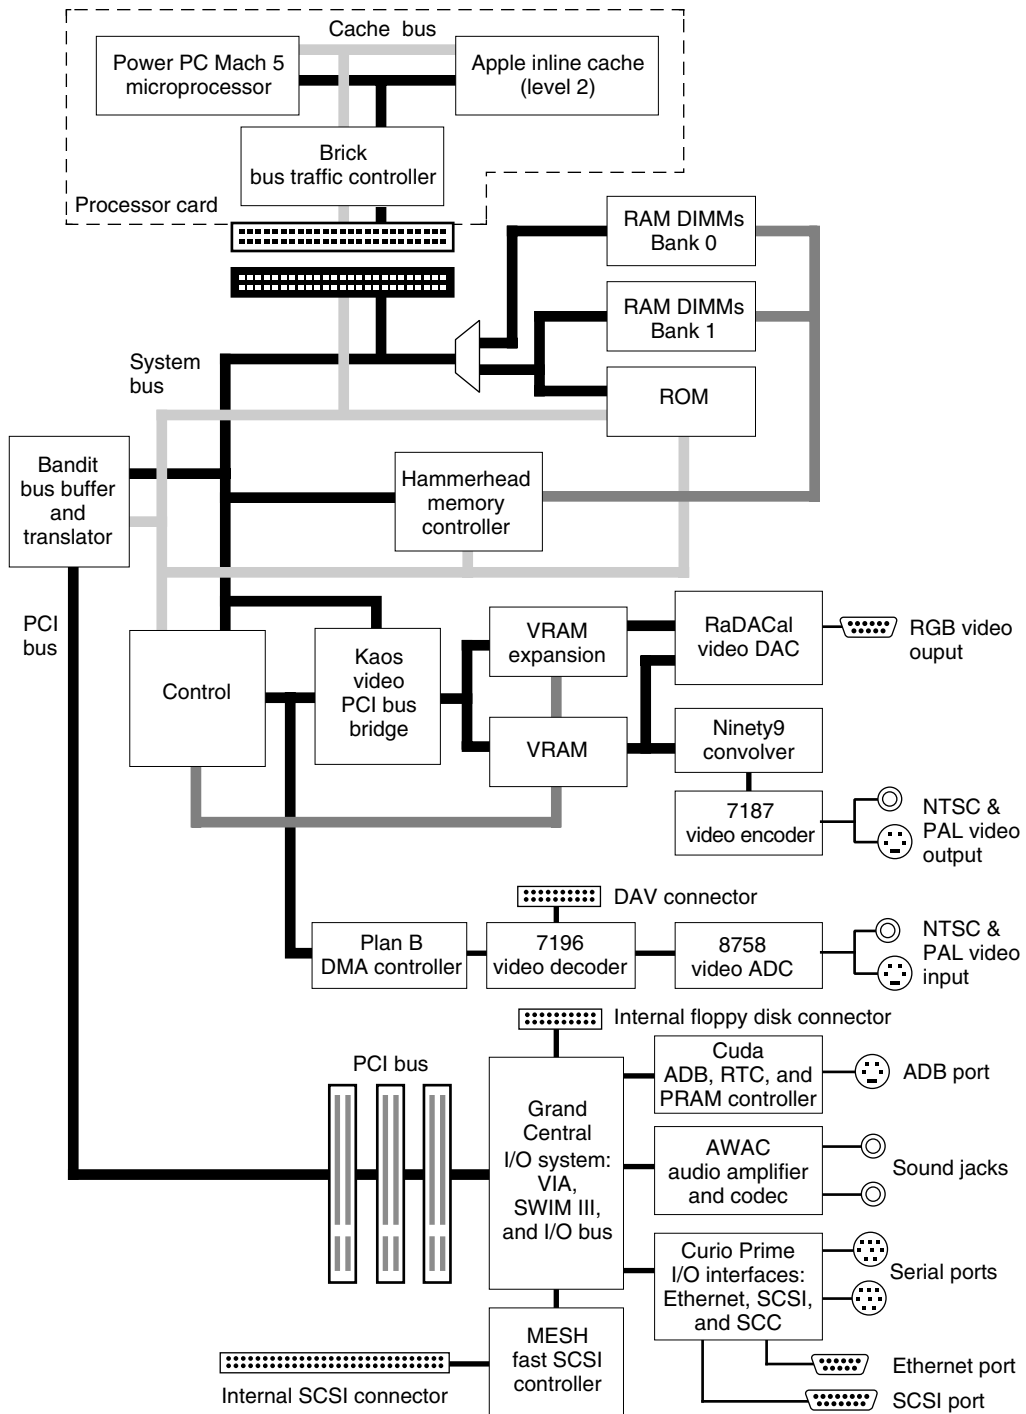 Cache bus
Power PC Mach 5
microprocessor
Apple inline cache
(level 2)
Brick
bus traffic controller
Processor card
RAM DIMMs
Bank 0
RAM DIMMs
Bank 1
System
bus
ROM
Bandit
bus buffer
and
translator
Hammerhead
memory
controller
PCI
bus
Control
Kaos
video
PCI bus
bridge
VRAM
expansion
RaDACal
video DAC
RGB video
ouput
VRAM
Ninety9
convolver
7187
video encoder
NTSC &
PAL video
output
DAV connector
Plan B
DMA controller
7196
video decoder
8758
video ADC
NTSC &
PAL video
input
Internal floppy disk connector
PCI bus
Grand
Central
I/O system:
VIA,
SWIM III,
and I/O bus
Cuda
ADB, RTC, and
PRAM controller
ADB port
AWAC
audio amplifier
and codec
Sound jacks
Curio Prime
I/O interfaces:
Ethernet, SCSI,
and SCC
Serial ports
MESH
fast SCSI
controller
Internal SCSI connector
Ethernet port
SCSI port